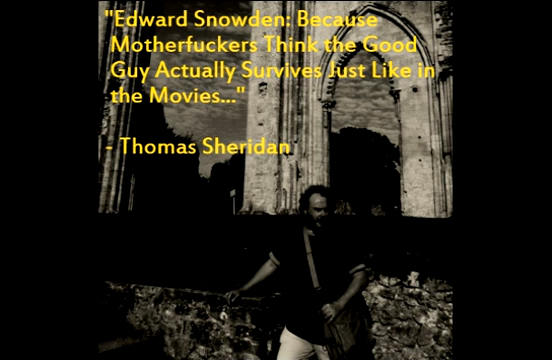 "Edward Snowden: Because
Motherfuckers Think the Good
Guy Actually Survives Just Like in
the Movies..."
- Thomas Sheridan